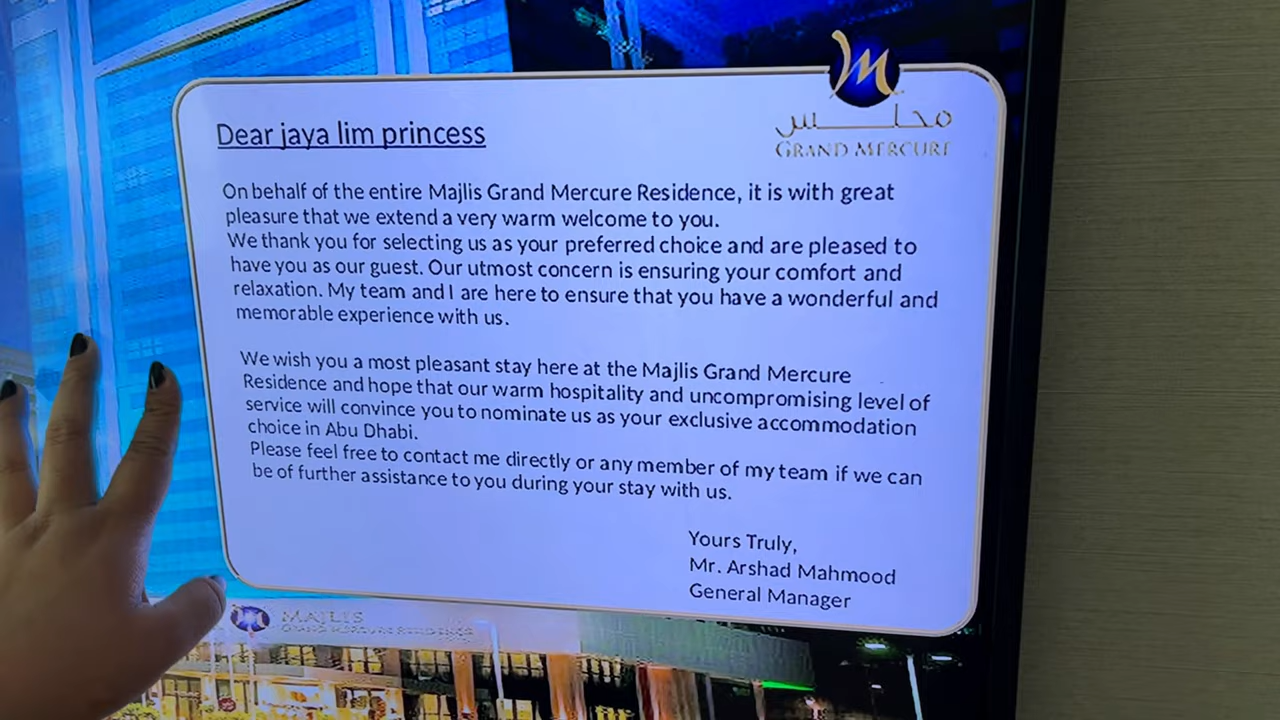 مجلس
GRAND MERCURE
Dear jaya lim princess
On behalf of the entire Majlis Grand Mercure Residence, it is with great
pleasure that we extend a very warm welcome to you.
We thank you for selecting us as your preferred choice and are pleased to
have you as our guest. Our utmost concern is ensuring your comfort and
relaxation. My team and I are here to ensure that you have a wonderful and
memorable experience with us.
We wish you a most pleasant stay here at the Majlis Grand Mercure
Residence and hope that our warm hospitality and uncompromising level of
service will convince you to nominate us as your exclusive accommodation
choice in Abu Dhabi.
Please feel free to contact me directly or any member of my team if we can
be of further assistance to you during your stay with us.
Yours Truly,
Mr. Arshad Mahmood
General Manager
MAJLIS
GRAND MERCURE RESIDENCE